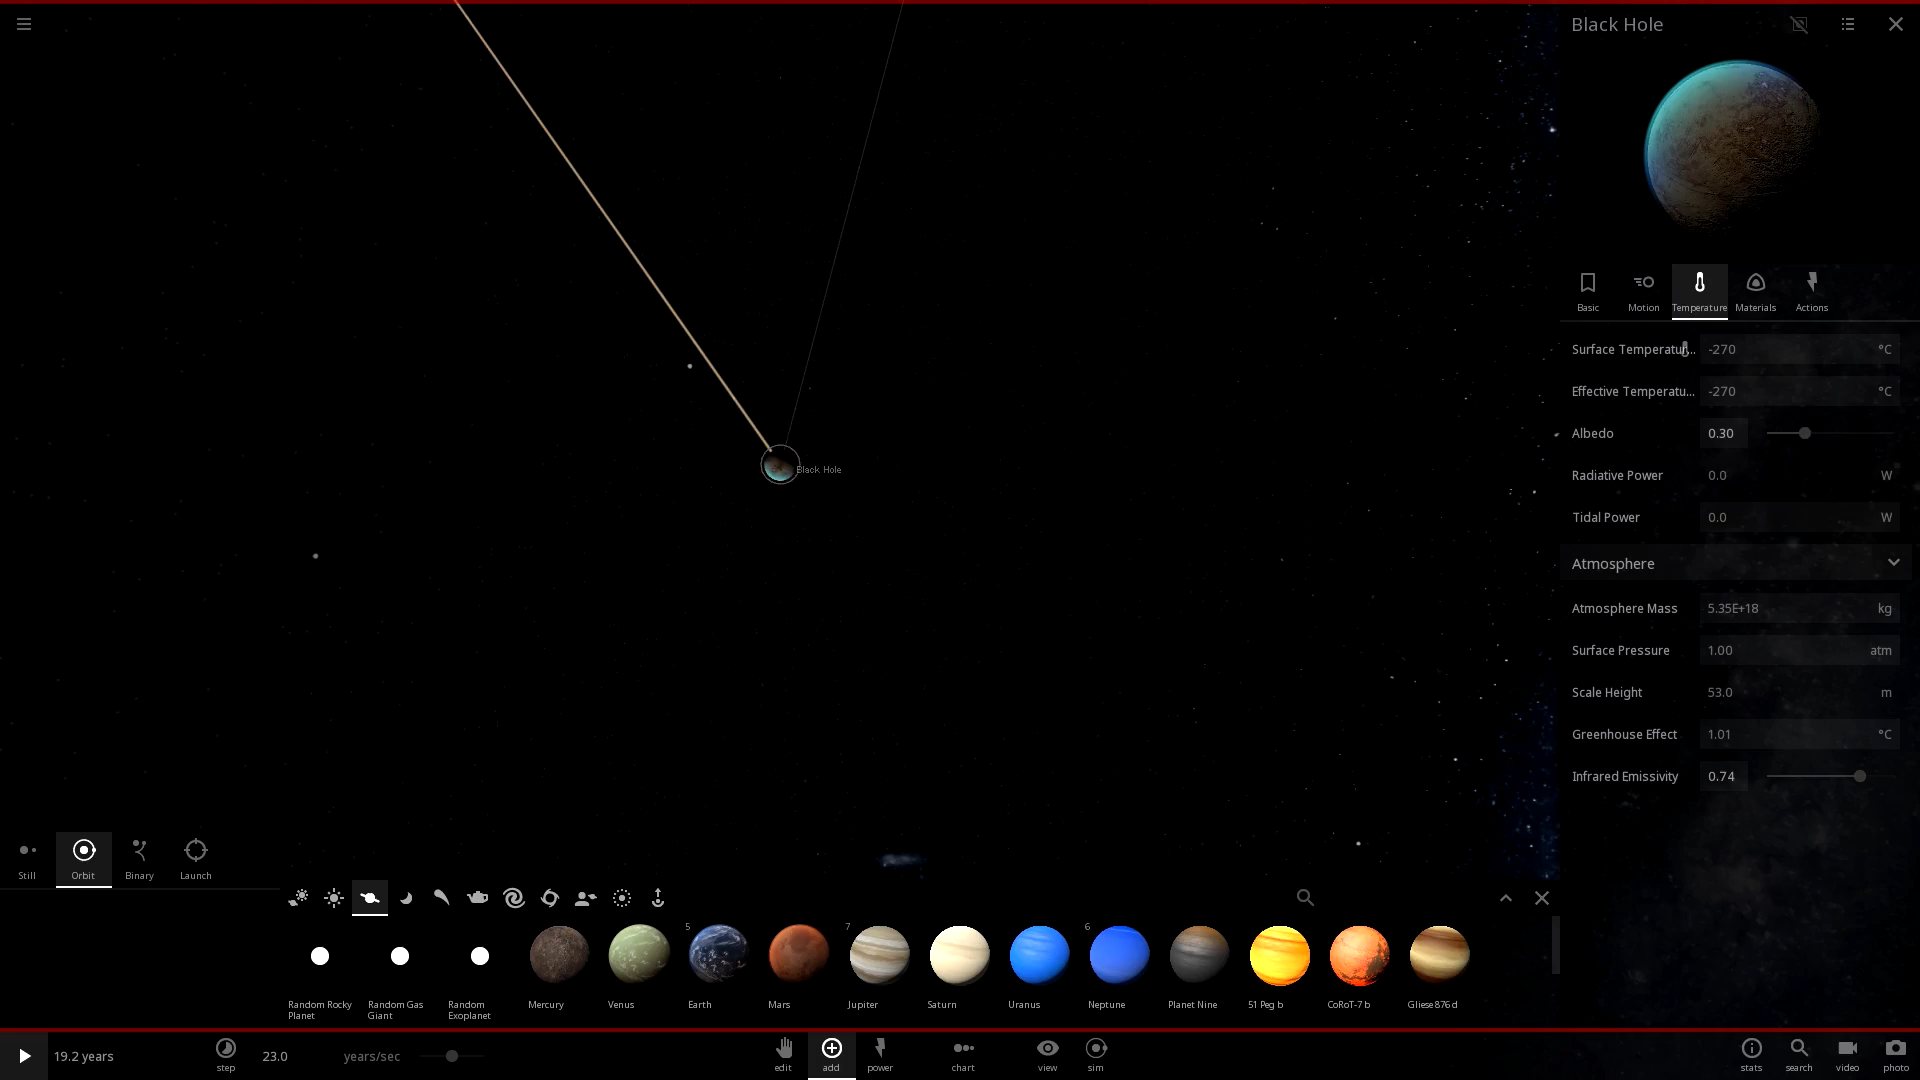 Black Hole
Basic
Motion
Temperature
Materials
Actions
Surface Temperatur... -270 °C
Effective Temperatu... -270 °C
Albedo 0.30
Radiative Power 0.0 W
Tidal Power 0.0 W
Atmosphere
Atmosphere Mass 5.35E+18 kg
Surface Pressure 1.00 atm
Scale Height 53.0 m
Greenhouse Effect 1.01 °C
Infrared Emissivity 0.74
Black Hole
Still
Orbit
Binary
Launch
5
7
6
Random Rocky Planet
Random Gas Giant
Random Exoplanet
Mercury
Venus
Earth
Mars
Jupiter
Saturn
Uranus
Neptune
Planet Nine
51 Peg b
CoRoT-7 b
Gliese 876 d
19.2 years
step
23.0 years/sec
edit
add
power
chart
view
sim
stats
search
video
photo